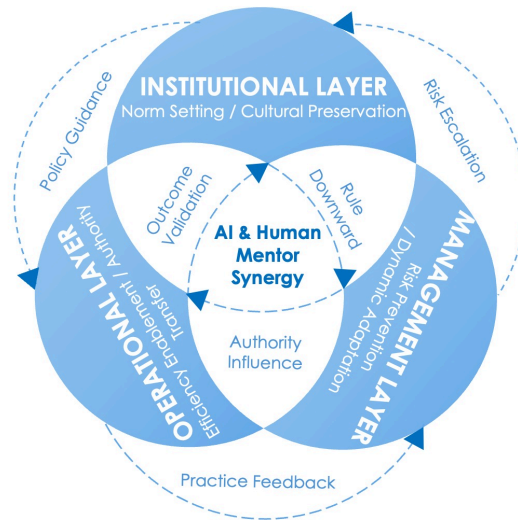 INSTITUTIONAL LAYER
Norm Setting / Cultural Preservation
Policy Guidance
Risk Escalation
Outcome
Validation
Rule
Downward
AI & Human
Mentor
Synergy
OPERATIONAL LAYER
Efficiency Enablement / Authority
Transfer
MANAGEMENT LAYER
Risk Prevention
/ Dynamic Adaptation
Authority
Influence
Practice Feedback